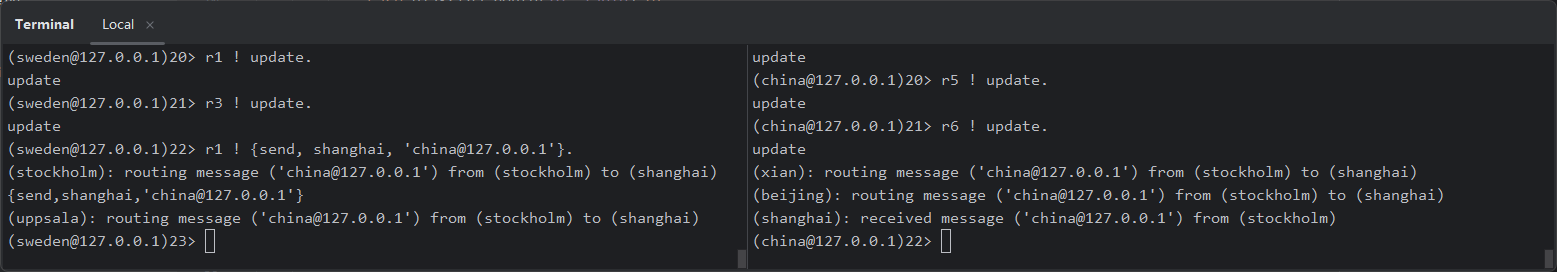 Terminal
Local ×
(sweden@127.0.0.1)20> r1 ! update.
update
(sweden@127.0.0.1)21> r3 ! update.
update
(sweden@127.0.0.1)22> r1 ! {send, shanghai, 'china@127.0.0.1'}.
(stockholm): routing message ('china@127.0.0.1') from (stockholm) to (shanghai)
{send,shanghai,'china@127.0.0.1'}
(uppsala): routing message ('china@127.0.0.1') from (stockholm) to (shanghai)
(sweden@127.0.0.1)23>
update
(china@127.0.0.1)20> r5 ! update.
update
(china@127.0.0.1)21> r6 ! update.
update
(xian): routing message ('china@127.0.0.1') from (stockholm) to (shanghai)
(beijing): routing message ('china@127.0.0.1') from (stockholm) to (shanghai)
(shanghai): received message ('china@127.0.0.1') from (stockholm)
(china@127.0.0.1)22>